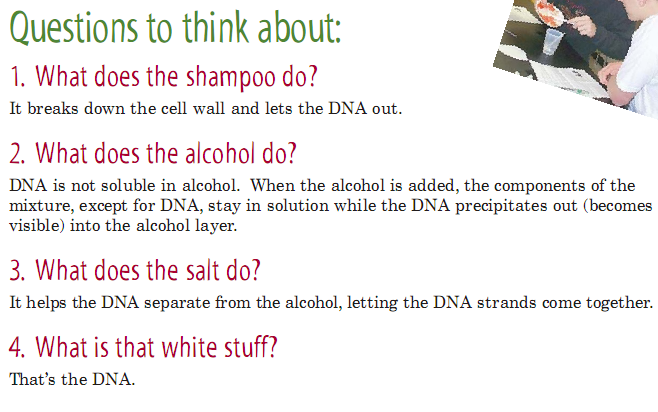 Questions to think about:
1. What does the shampoo do?
It breaks down the cell wall and lets the DNA out.
2. What does the alcohol do?
DNA is not soluble in alcohol.  When the alcohol is added, the components of the
mixture, except for DNA, stay in solution while the DNA precipitates out (becomes
visible) into the alcohol layer.
3. What does the salt do?
It helps the DNA separate from the alcohol, letting the DNA strands come together.
4. What is that white stuff?
That's the DNA.